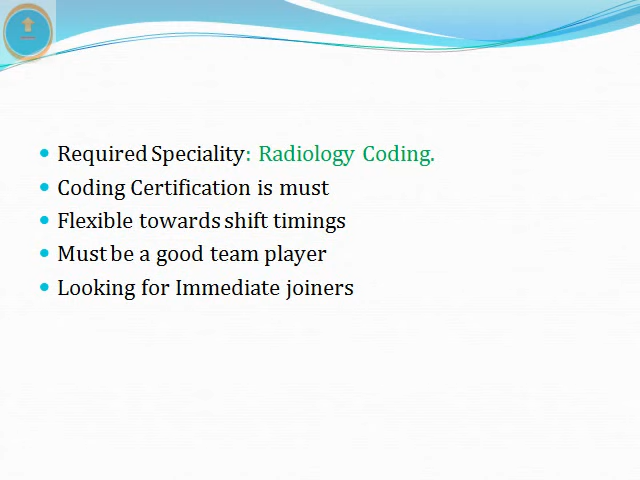 Required Speciality: Radiology Coding.
Coding Certification is must
Flexible towards shift timings
Must be a good team player
Looking for Immediate joiners